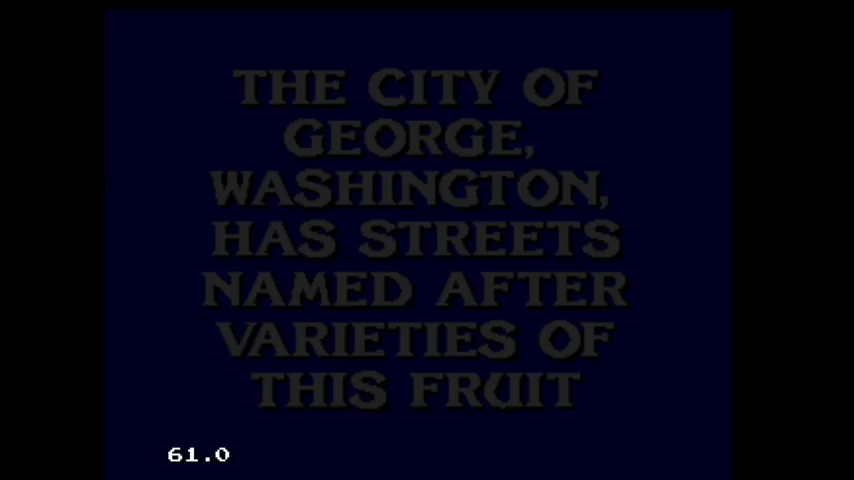 THE CITY OF
GEORGE,
WASHINGTON,
HAS STREETS
NAMED AFTER
VARIETIES OF
THIS FRUIT
61.0